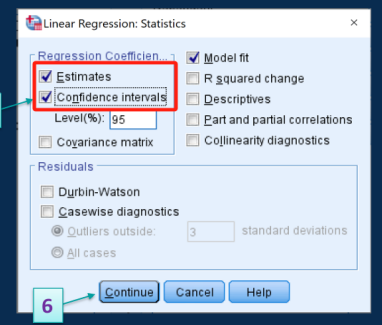 Linear Regression: Statistics
Regression Coefficien...
Estimates
Confidence intervals
Level(%): 95
Covariance matrix
Model fit
R squared change
Descriptives
Part and partial correlations
Collinearity diagnostics
Residuals
Durbin-Watson
Casewise diagnostics
Outliers outside: 3 standard deviations
All cases
Continue Cancel Help
6